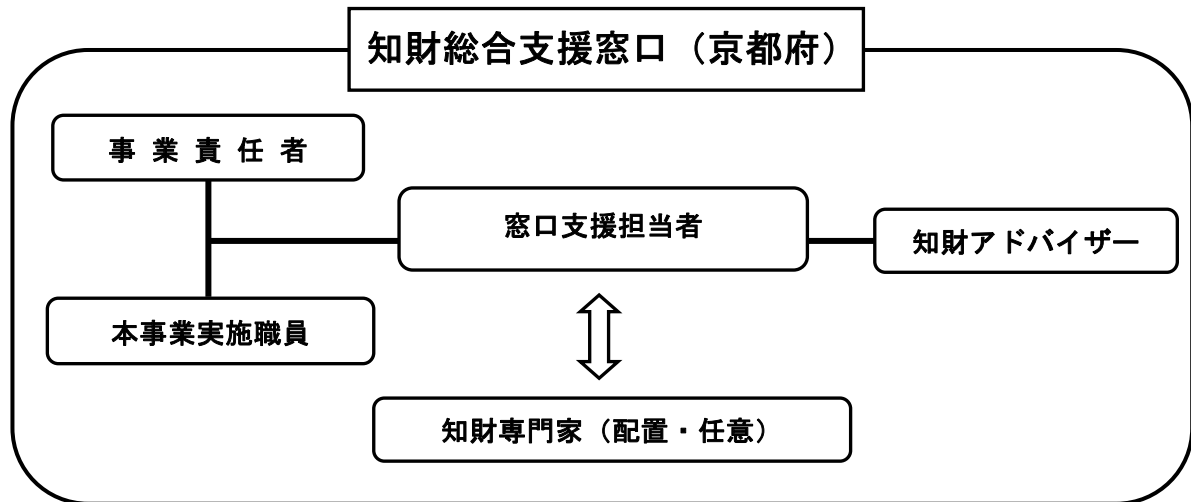 知財総合支援窓口（京都府）
事 業 責 任 者
窓口支援担当者
知財アドバイザー
本事業実施職員
知財専門家（配置・任意）